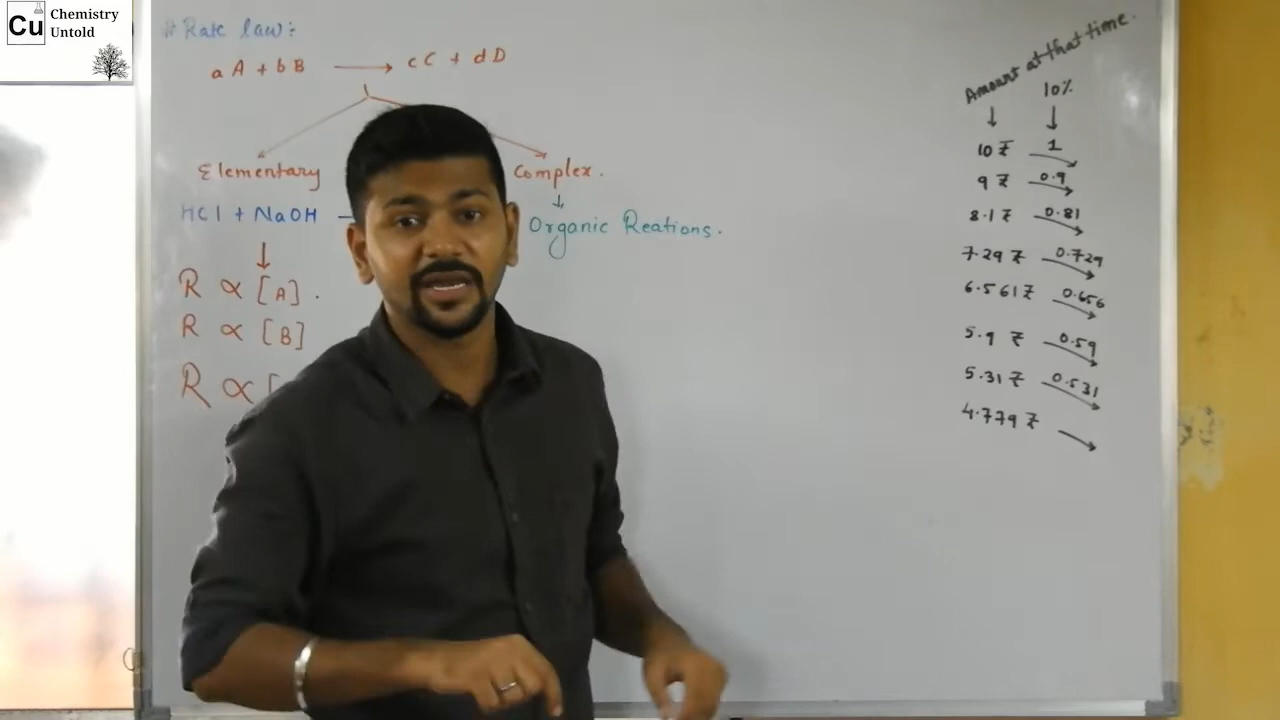 Cu
Chemistry
Untold
# Rate law:
aA + bB ⟶ cC + dD
Elementary
Complex.
HCl + NaOH
Organic Reations.
R ∝ [A].
R ∝ [B]
R ∝ [
Amount at that time.
10%
10 ₹ 1
9 ₹ 0.9
8.1 ₹ 0.81
7.29 ₹ 0.729
6.561 ₹ 0.656
5.9 ₹ 0.59
5.31 ₹ 0.531
4.779 ₹